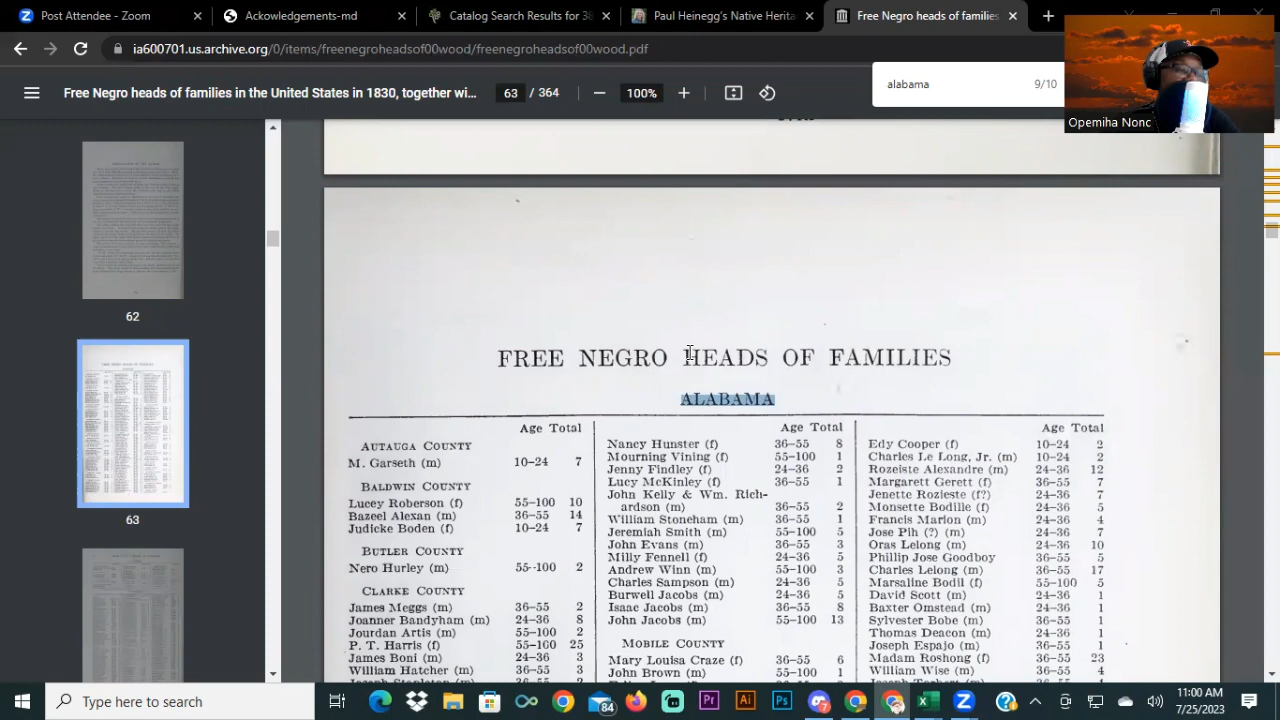 Post Attendee - Zoom
Ackowledgements-md
Catalog Search Results for 38
Paul Heinegg's Native Herita
Free Negro heads of families
ia600701.us.archive.org/0/items/freenegroheadsof00wood/freenegroheadsof00wood.pdf
alabama 9/10
Free Negro heads of families in the United States in 1830, together wi... 63 / 364 100%
Opemiha Nonc
62
63
FREE NEGRO HEADS OF FAMILIES
ALABAMA
Age Total
AUTAUGA COUNTY
M. Garseth (m) 10–24 7
BALDWIN COUNTY
Lucey Roberson (f) 55–100 10
Bazeel Alexan (m) 36–55 14
Judicke Boien (f) 10–24 7
BUTLER COUNTY
Nero Hurley (m) 55–100 2
CLARKE COUNTY
James Meggs (m) 36–55 2
Joanner Bandyham (m) 24–36 8
Jourdan Artis (m) 55–100 2
P. T. Harris (f) 55–100 25
James Boni (m) 24–36 3
William Hatcher (m) 36–55 3
Age Total
Nancy Hunster (f) 36–55 8
Mourning Vining (f) 55–100 1
Jenny Findley (f) 24–36 2
Lucy McKinley (f) 36–55 1
John Kelly & Wm. Rich-
ardson (m) 36–55 2
William Stoneham (m) 36–55 1
Jeremiah Smith (m) 55–100 5
John Evans (m) 36–55 3
Milly Fennell (f) 24–36 5
Andrew Winn (m) 55–100 3
Charles Sampson (m) 24–36 5
Burwell Jacobs (m) 24–36 5
Isaac Jacobs (m) 36–55 8
John Jacobs (m) 55–100 13
MOBILE COUNTY
Mary Louisa Craze (f) 36–55 6
John Brown (m) 55–100 1
Age Total
Edy Cooper (f) 10–24 2
Charles Le Long, Jr. (m) 10–24 2
Rozeiste Alexandre (m) 24–36 12
Margarett Gerett (f) 36–55 7
Jenette Rozieste (f?) 24–36 7
Monsette Bodille (f) 24–36 5
Francis Marion (m) 24–36 4
Jose Pih (?) (m) 24–36 7
Oras Lelong (m) 24–36 10
Phillip Jose Goodboy 36–55 5
Charles Lelong (m) 36–55 17
Marsaline Bodil (f) 55–100 5
David Scott (m) 24–36 1
Baxter Omstead (m) 24–36 1
Sylvester Bobe (m) 36–55 1
Thomas Deacon (m) 24–36 1
Joseph Espajo (m) 36–55 1
Madam Roshong (f) 36–55 23
William Wise (m) 36–55 4
Type here to search
84
11:00 AM
7/25/2023